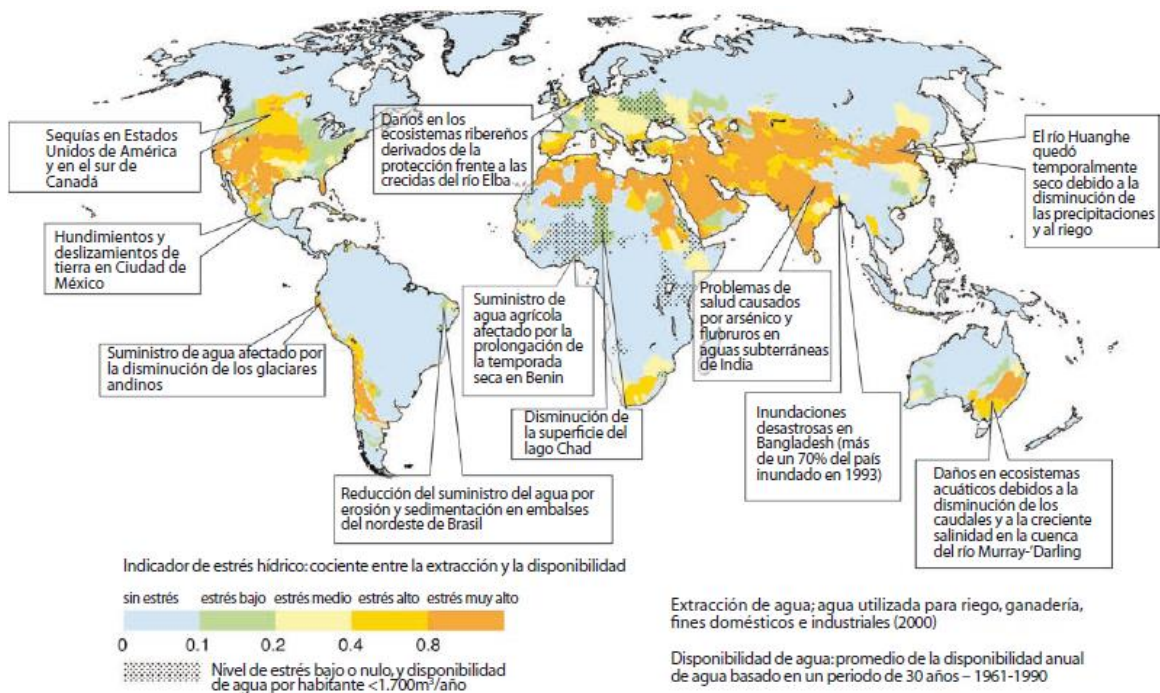 Sequías en Estados
Unidos de América
y en el sur de
Canadá
Daños en los
ecosistemas ribereños
derivados de la
protección frente a las
crecidas del río Elba
El río Huanghe
quedó
temporalmente
seco debido a la
disminución de
las precipitaciones
y al riego
Hundimientos y
deslizamientos de
tierra en Ciudad de
México
Suministro de agua afectado por
la disminución de los glaciares
andinos
Suministro de
agua agrícola
afectado por la
prolongación de
la temporada
seca en Benin
Problemas de
salud causados
por arsénico y
fluoruros en
aguas subterráneas
de India
Disminución de
la superficie del
lago Chad
Inundaciones
desastrosas en
Bangladesh (más
de un 70% del país
inundado en 1993)
Daños en ecosistemas
acuáticos debidos a la
disminución de los
caudales y a la creciente
salinidad en la cuenca
del río Murray-'Darling
Reducción del suministro del agua por
erosión y sedimentación en embalses
del nordeste de Brasil
Indicador de estrés hídrico: cociente entre la extracción y la disponibilidad
sin estrés estrés bajo estrés medio estrés alto estrés muy alto
0 0.1 0.2 0.4 0.8
Nivel de estrés bajo o nulo, y disponibilidad
de agua por habitante <1.700m³/año
Extracción de agua; agua utilizada para riego, ganadería,
fines domésticos e industriales (2000)
Disponibilidad de agua: promedio de la disponibilidad anual
de agua basado en un periodo de 30 años – 1961-1990